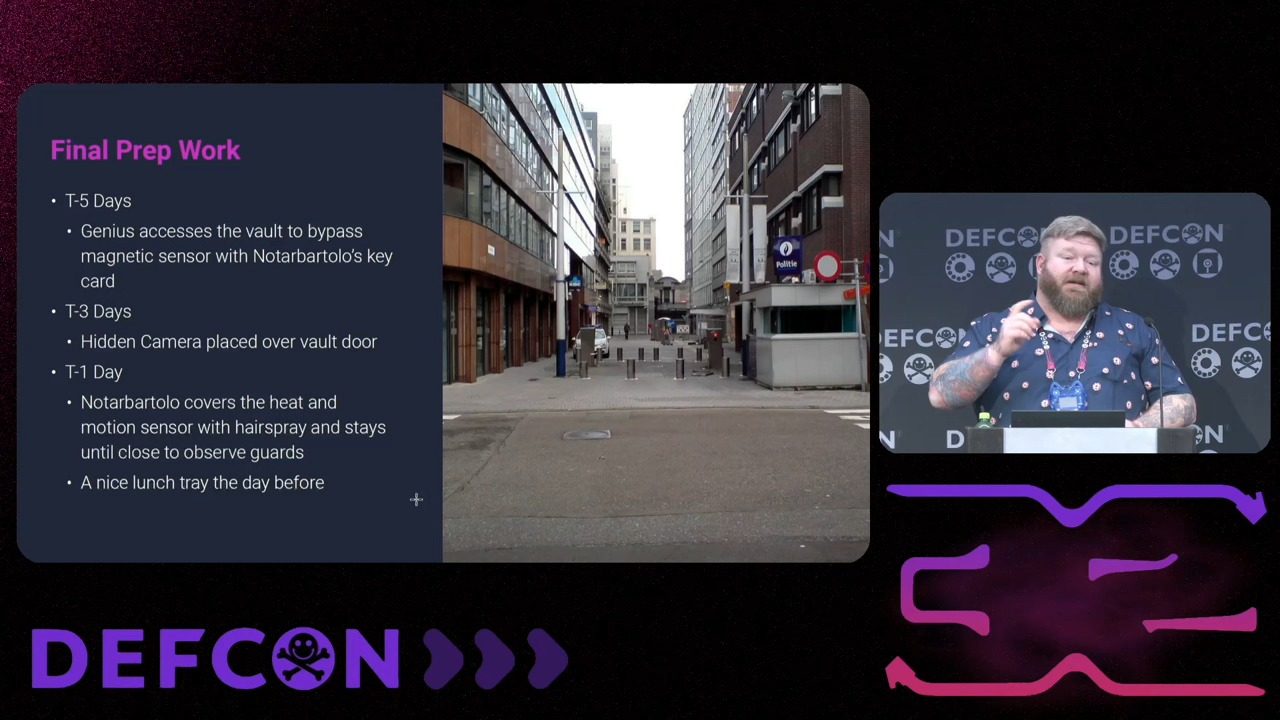 Final Prep Work
• T-5 Days
• Genius accesses the vault to bypass
magnetic sensor with Notarbartolo’s key
card
• T-3 Days
• Hidden Camera placed over vault door
• T-1 Day
• Notarbartolo covers the heat and
motion sensor with hairspray and stays
until close to observe guards
• A nice lunch tray the day before
Politie
DEFCON DEFCON
DEFCON
DEFCON
DEFCON